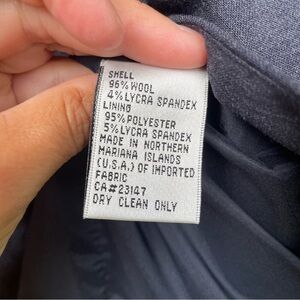 SHELL
96% WOOL
4% LYCRA SPANDEX
LINING
95% POLYESTER
5% LYCRA SPANDEX
MADE IN NORTHERN
MARIANA ISLANDS
(U.S.A.) OF IMPORTED
FABRIC
CA#23147
DRY CLEAN ONLY